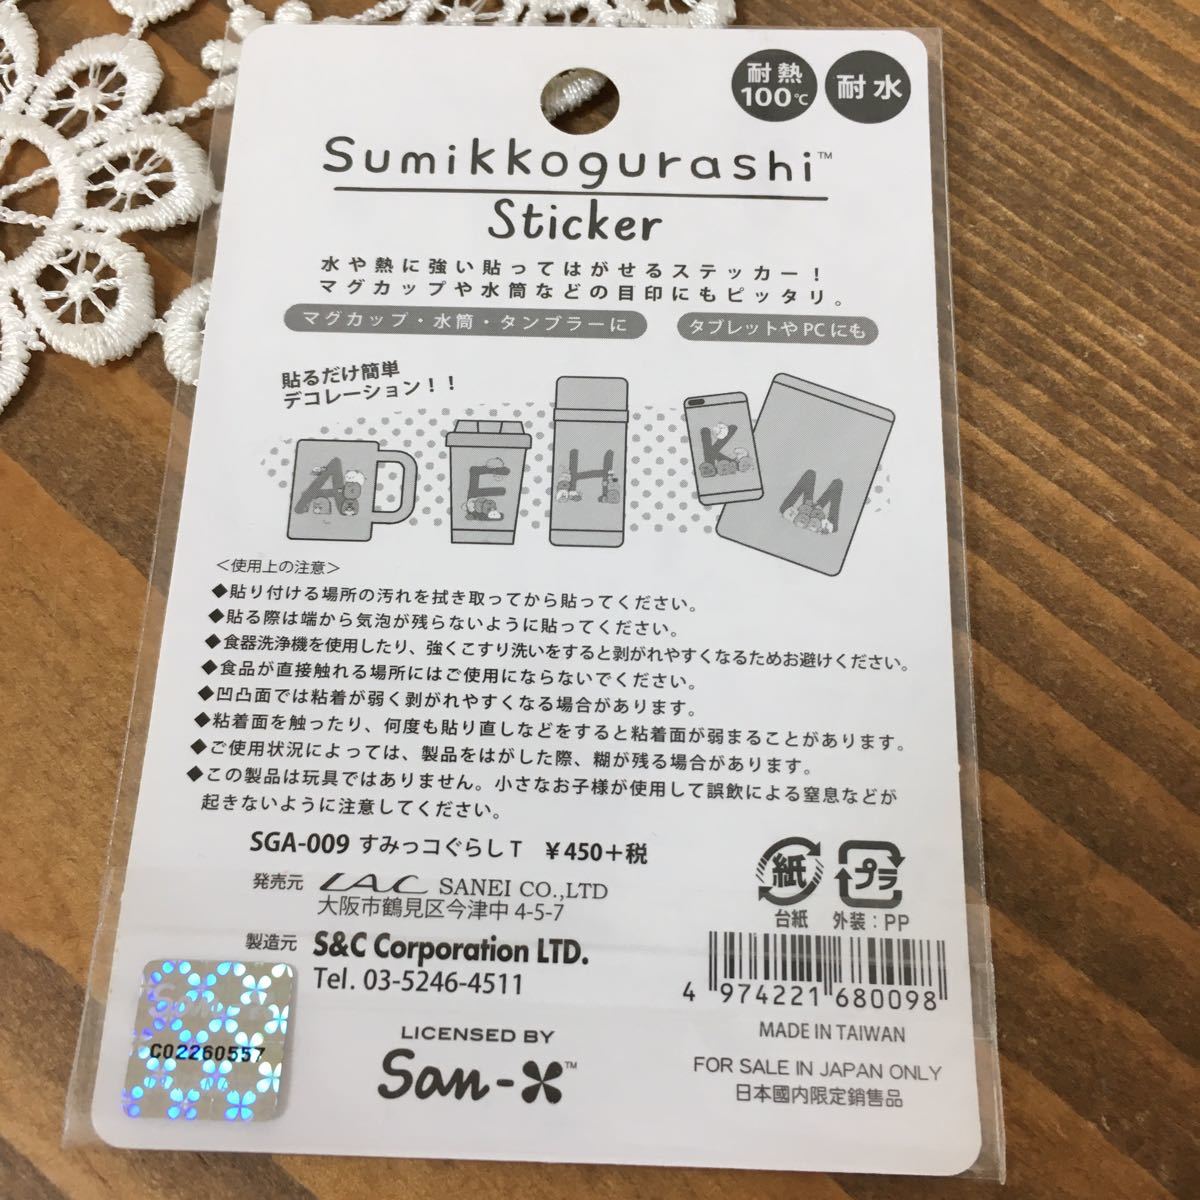 耐熱
100℃
耐水
Sumikkogurashi™
Sticker
水や熱に強い貼ってはがせるステッカー！
マグカップや水筒などの目印にもピッタリ。
マグカップ・水筒・タンブラーに
タブレットやPCにも
貼るだけ簡単
デコレーション！！
A
E
H
K
M
＜使用上の注意＞
◆貼り付ける場所の汚れを拭き取ってから貼ってください。
◆貼る際は端から気泡が残らないように貼ってください。
◆食器洗浄機を使用したり、強くこすり洗いをすると剥がれやすくなるためお避けください。
◆食品が直接触れる場所にはご使用にならないでください。
◆凹凸面では粘着が弱く剥がれやすくなる場合があります。
◆粘着面を触ったり、何度も貼り直しなどをすると粘着面が弱まることがあります。
◆ご使用状況によっては、製品をはがした際、糊が残る場合があります。
◆この製品は玩具ではありません。小さなお子様が使用して誤飲による窒息などが
起きないように注意してください。
SGA-009 すみっコぐらし T ￥450＋税
発売元 LAC SANEI CO.,LTD
大阪市鶴見区今津中 4-5-7
製造元 S&C Corporation LTD.
Tel. 03-5246-4511
紙
台紙
プラ
外装：PP
4 974221 680098
MADE IN TAIWAN
FOR SALE IN JAPAN ONLY
日本國内限定銷售品
LICENSED BY
San-X™
San-X
C02260557